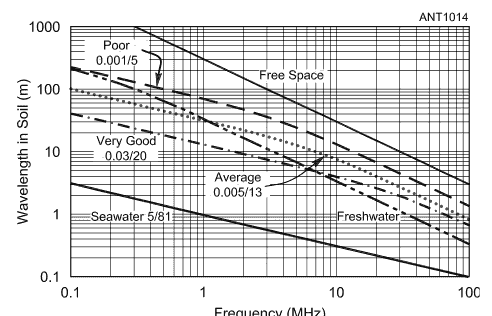 ANT1014
1000
100
10
1
0.1
Wavelength in Soil (m)
Poor
0.001/5
Free Space
Very Good
0.03/20
Average
0.005/13
Seawater 5/81
Freshwater
0.1
1
10
100
Frequency (MHz)